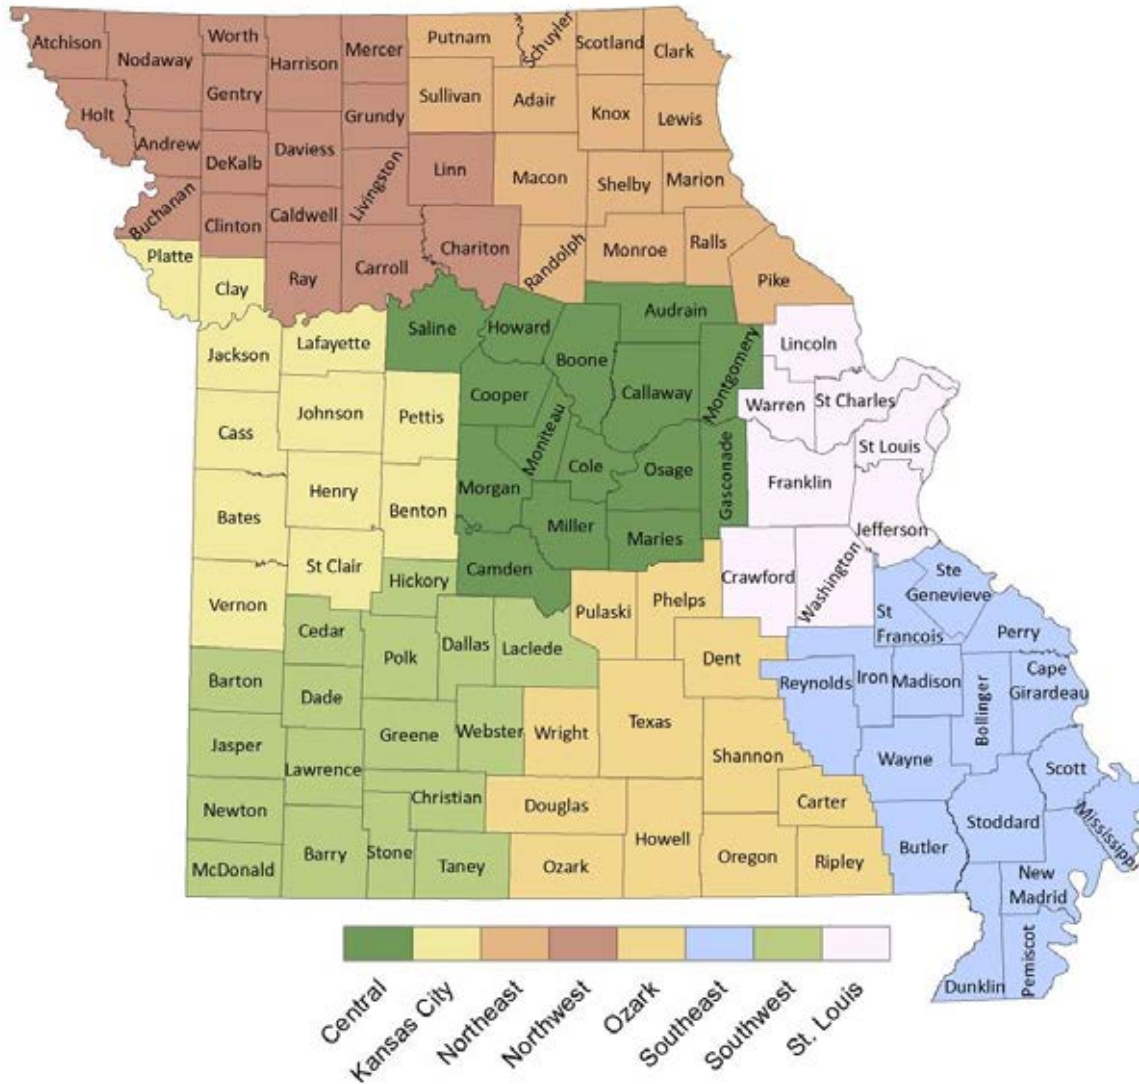 Atchison
Nodaway
Worth
Harrison
Mercer
Putnam
Schuyler
Scotland
Clark
Holt
Gentry
Grundy
Sullivan
Adair
Knox
Lewis
Andrew
DeKalb
Daviess
Livingston
Linn
Macon
Shelby
Marion
Buchanan
Clinton
Caldwell
Chariton
Randolph
Monroe
Ralls
Platte
Clay
Ray
Carroll
Pike
Saline
Howard
Audrain
Jackson
Lafayette
Boone
Montgomery
Lincoln
Cooper
Callaway
Warren
St Charles
Cass
Johnson
Pettis
Moniteau
St Louis
Morgan
Cole
Osage
Gasconade
Franklin
Bates
Henry
Benton
Miller
Maries
Jefferson
St Clair
Hickory
Camden
Crawford
Washington
Vernon
Pulaski
Phelps
Ste
Genevieve
St
Francois
Perry
Cedar
Polk
Dallas
Laclede
Dent
Barton
Dade
Reynolds
Iron
Madison
Bollinger
Cape
Girardeau
Jasper
Greene
Webster
Wright
Texas
Shannon
Wayne
Scott
Lawrence
Newton
Christian
Douglas
Carter
Stoddard
Mississippi
McDonald
Barry
Stone
Taney
Ozark
Howell
Oregon
Ripley
Butler
New
Madrid
Dunklin
Pemiscot
Central
Kansas City
Northeast
Northwest
Ozark
Southeast
Southwest
St. Louis